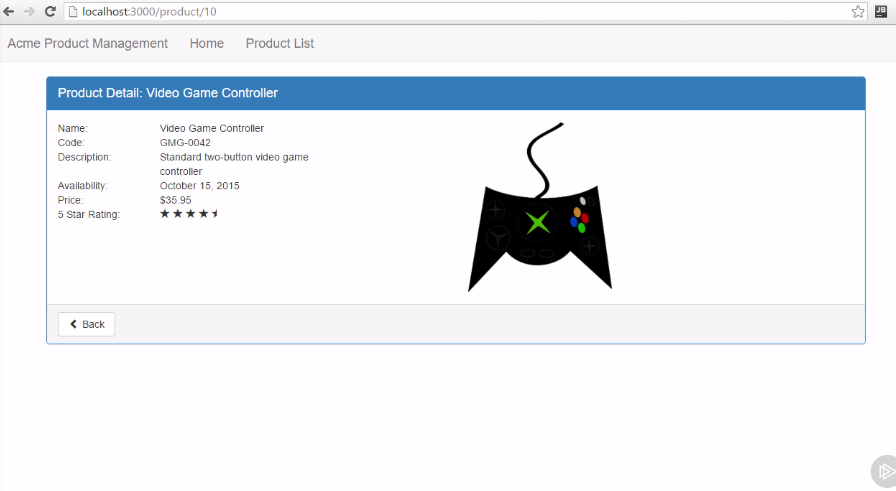 localhost:3000/product/10
JB
Acme Product Management Home Product List
Product Detail: Video Game Controller
Name: Video Game Controller
Code: GMG-0042
Description: Standard two-button video game
controller
Availability: October 15, 2015
Price: $35.95
5 Star Rating:
Back